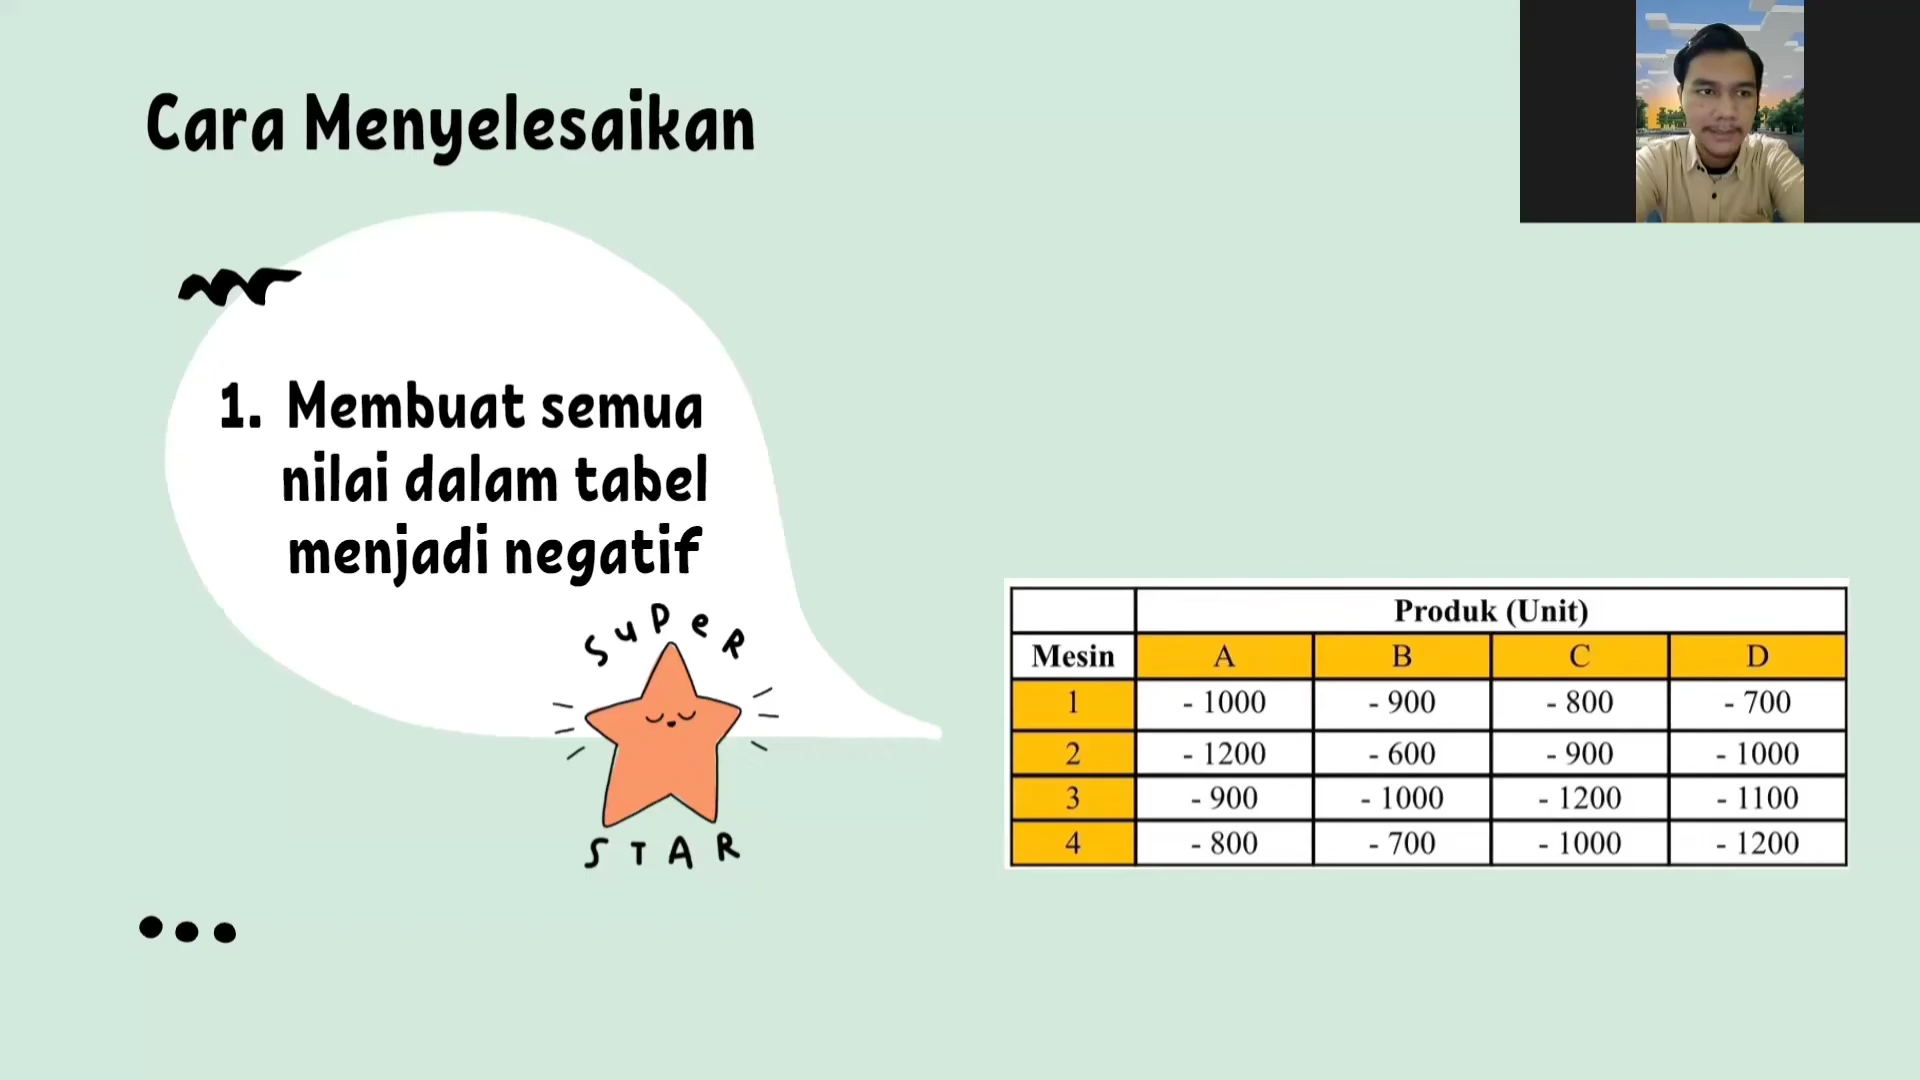 Cara Menyelesaikan
1. Membuat semua
nilai dalam tabel
menjadi negatif
SuPeR
STAR
Produk (Unit)
Mesin A B C D
1 - 1000 - 900 - 800 - 700
2 - 1200 - 600 - 900 - 1000
3 - 900 - 1000 - 1200 - 1100
4 - 800 - 700 - 1000 - 1200